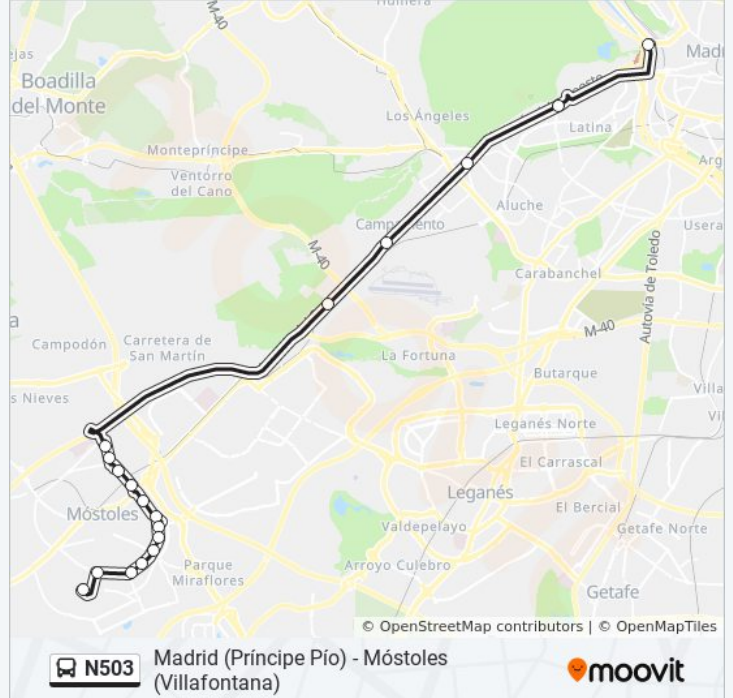 M-40
Humera
ejas
Boadilla
del Monte
Madr
Los Ángeles
Latina
Montepríncipe
Ventorro
del Cano
Arg
Aluche
Campamento
Usera
M-40
Carabanchel
Autovía de Toledo
a
M-40
Campodón
Carretera de
San Martín
La Fortuna
Butarque
s Nieves
Villa
Vil
Leganés Norte
El Carrascal
Leganés
El Bercial
Móstoles
Valdepelayo
Getafe Norte
Parque
Miraflores
Arroyo Culebro
Getafe
© OpenStreetMap contributors | © OpenMapTiles
N503
Madrid (Príncipe Pío) - Móstoles
(Villafontana)
moovit